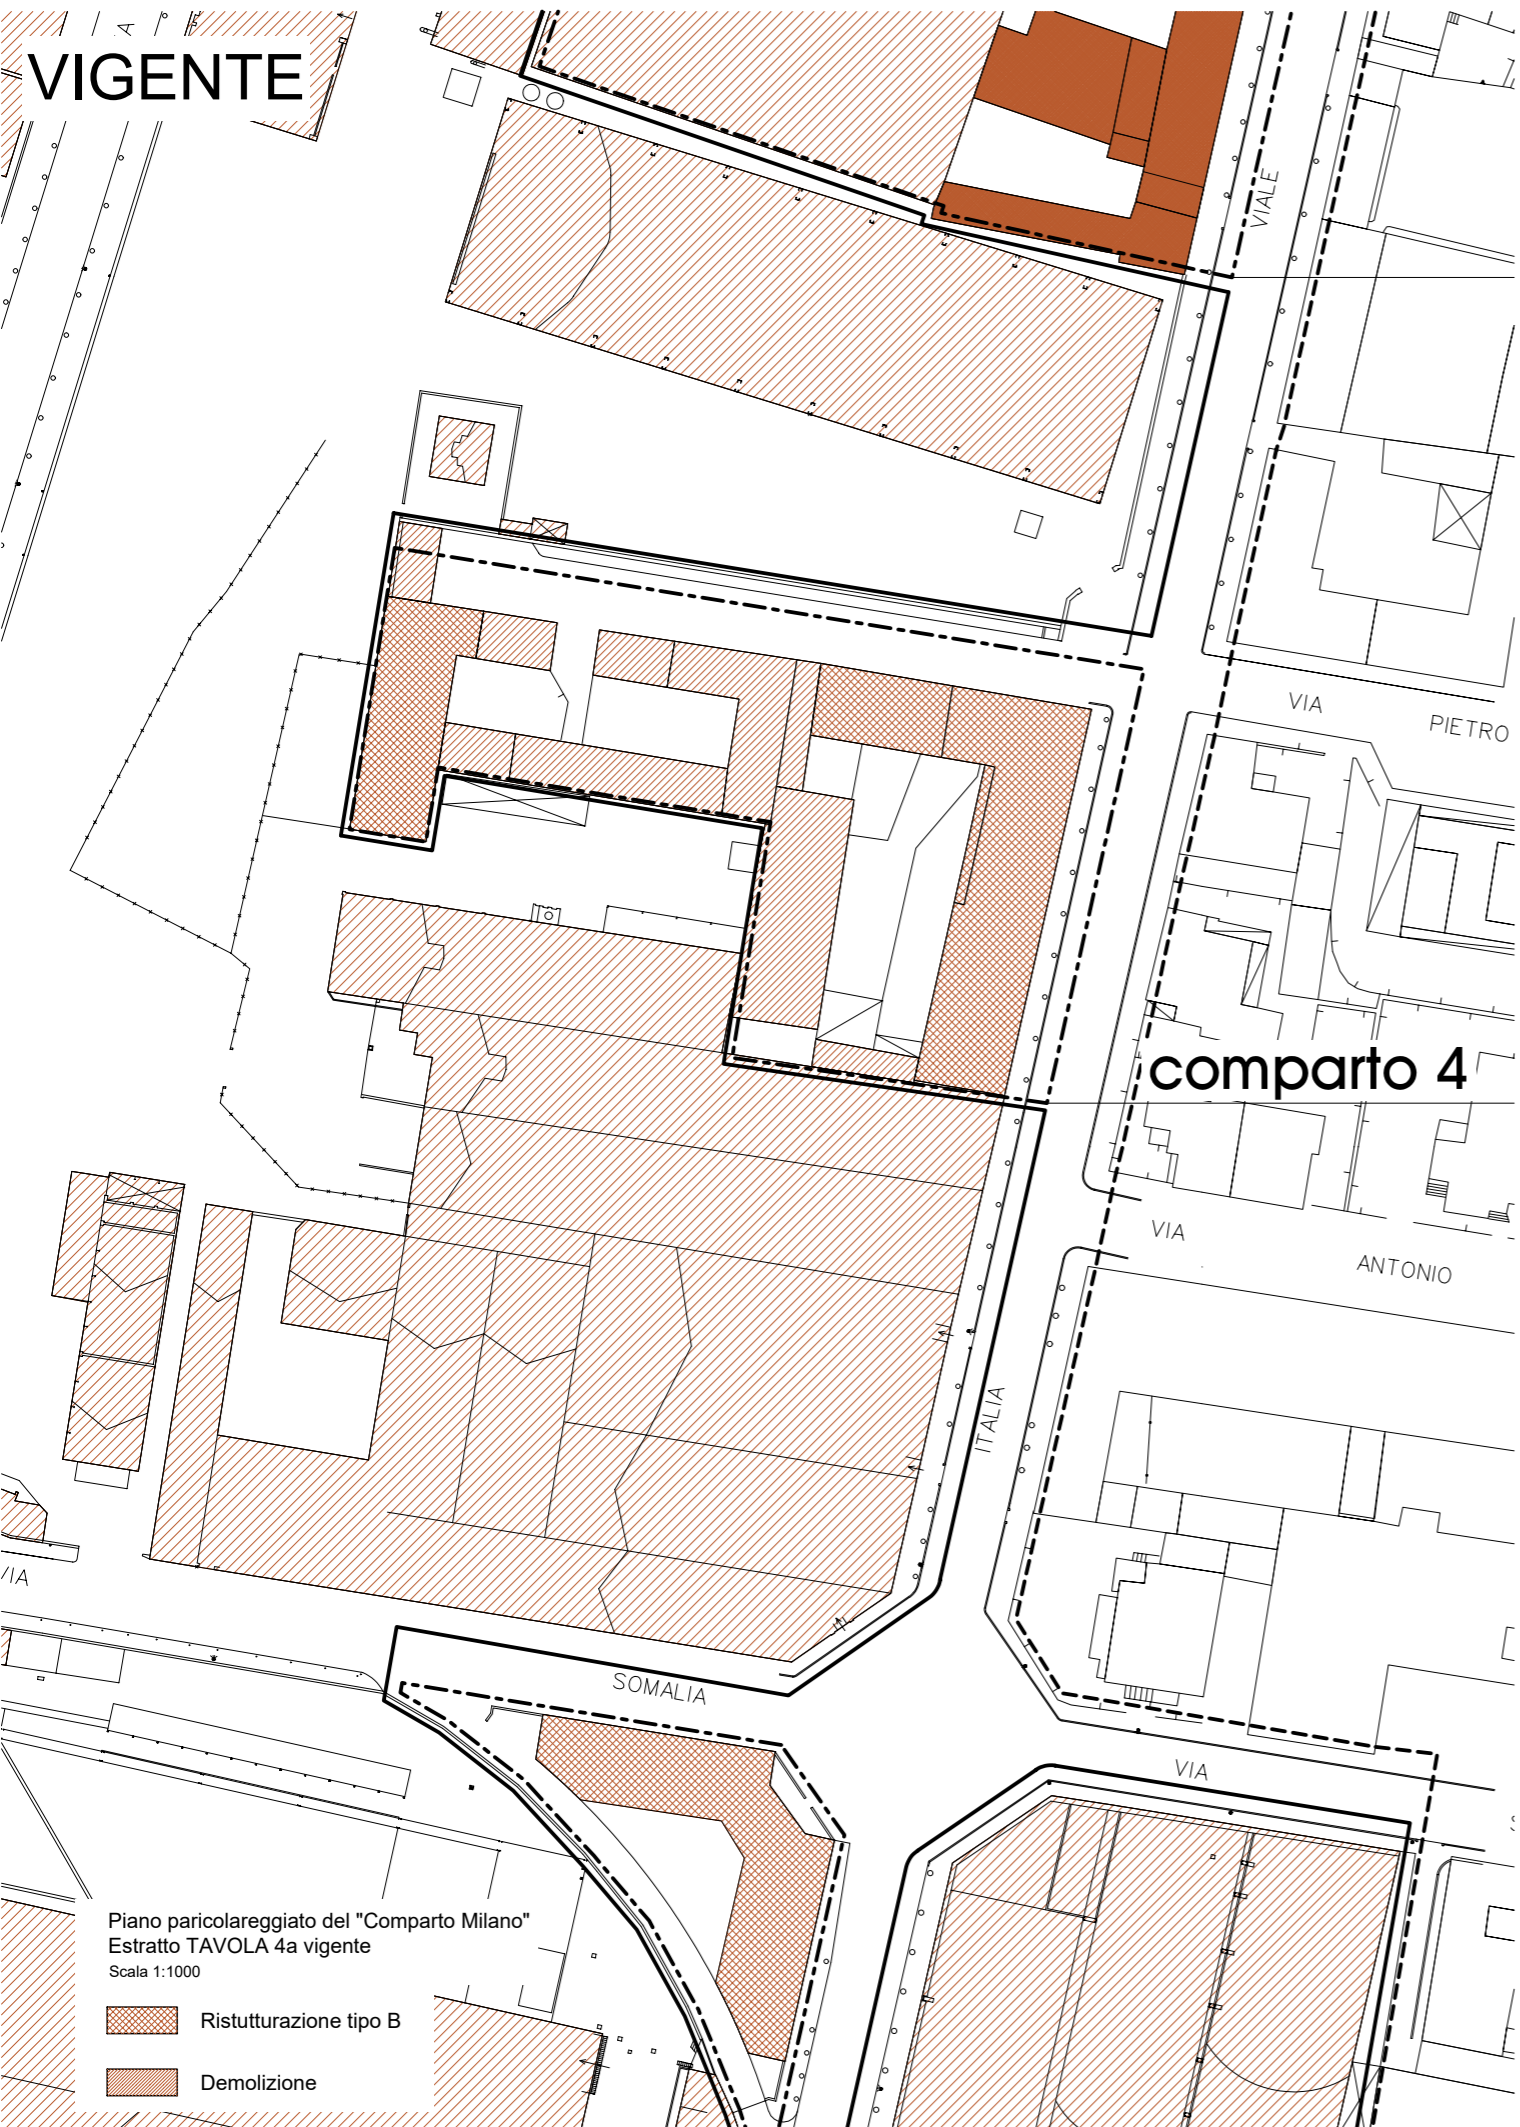 VIGENTE
VIALE
VIA
PIETRO
comparto 4
VIA
ANTONIO
ITALIA
VIA
SOMALIA
VIA
Piano paricolareggiato del "Comparto Milano"
Estratto TAVOLA 4a vigente
Scala 1:1000
Ristutturazione tipo B
Demolizione